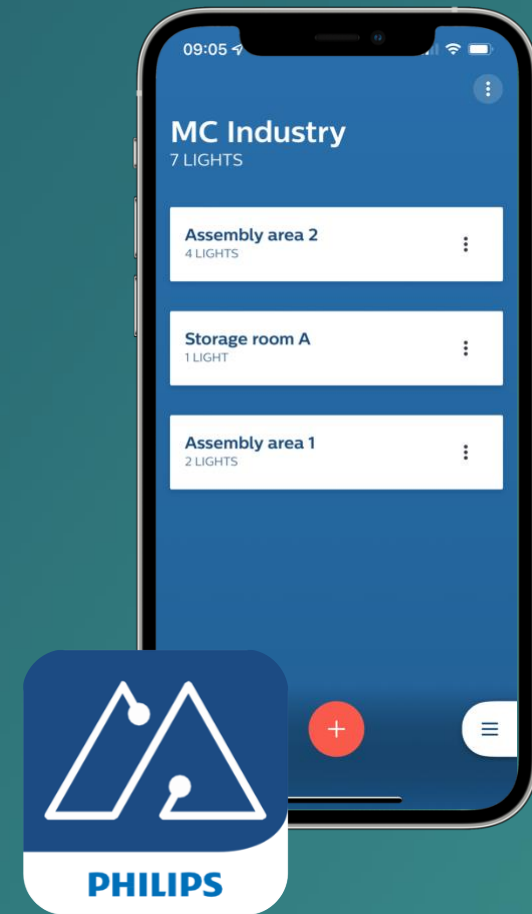 09:05
MC Industry
7 LIGHTS
Assembly area 2
4 LIGHTS
Storage room A
1 LIGHT
Assembly area 1
2 LIGHTS
PHILIPS